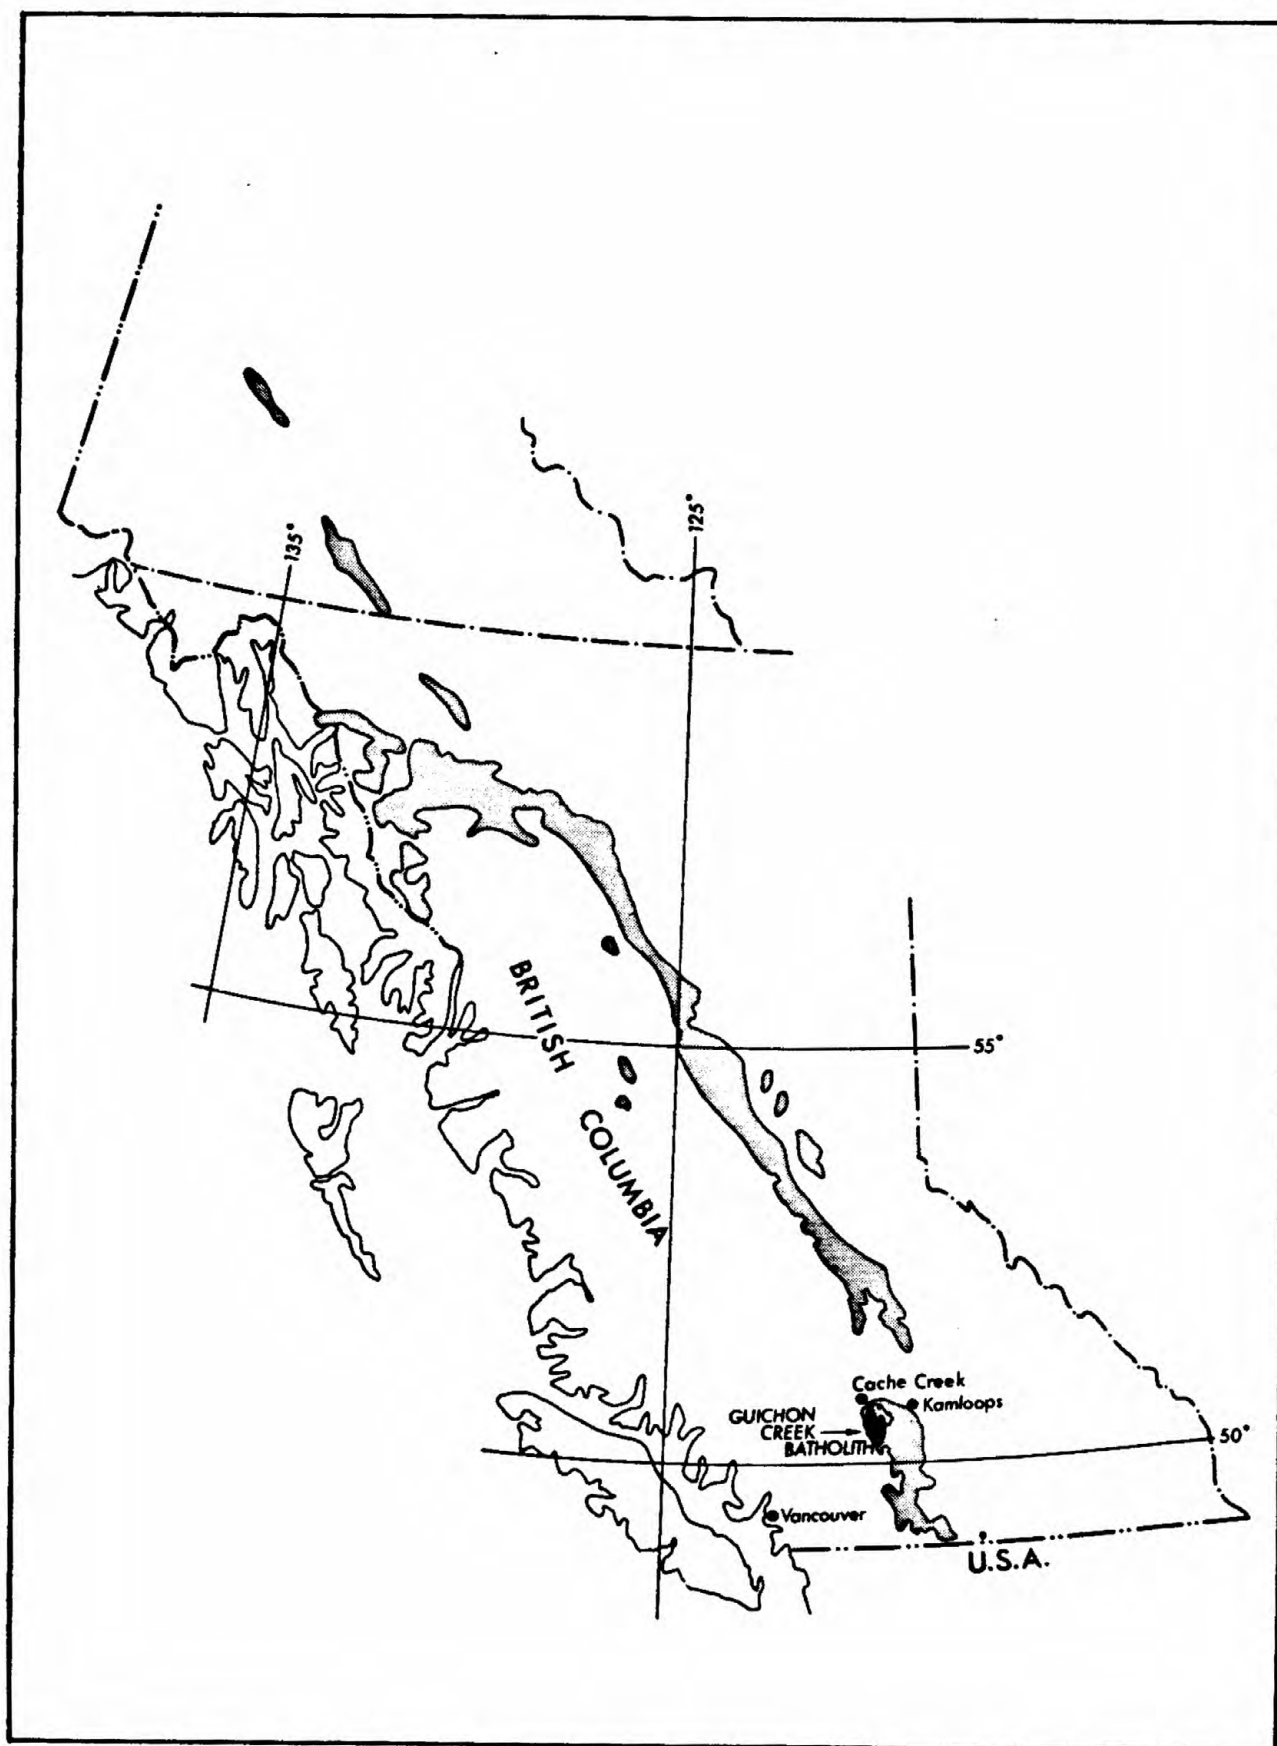 125°
135°
BRITISH
COLUMBIA
55°
Cache Creek
Kamloops
GUICHON
CREEK
BATHOLITH
50°
Vancouver
U.S.A.